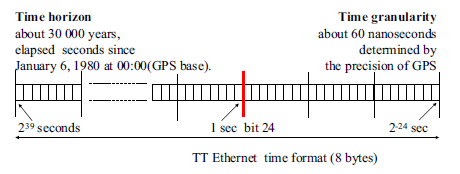 Time horizon
about 30 000 years,
elapsed seconds since
January 6, 1980 at 00:00(GPS base).
Time granularity
about 60 nanoseconds
determined by
the precision of GPS
2³⁹ seconds
1 sec bit 24
2⁻²⁴ sec
TT Ethernet time format (8 bytes)